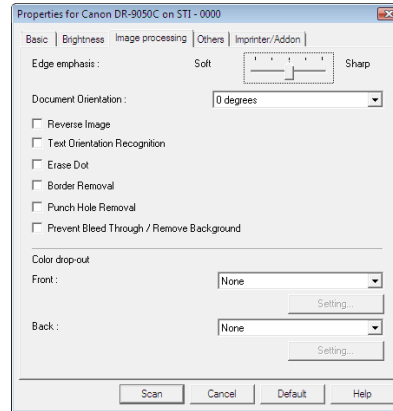 Properties for Canon DR-9050C on STI - 0000
Basic Brightness Image processing Others Imprinter/Addon
Edge emphasis : Soft Sharp
Document Orientation : 0 degrees
Reverse Image
Text Orientation Recognition
Erase Dot
Border Removal
Punch Hole Removal
Prevent Bleed Through / Remove Background
Color drop-out
Front : None
Setting...
Back : None
Setting...
Scan Cancel Default Help